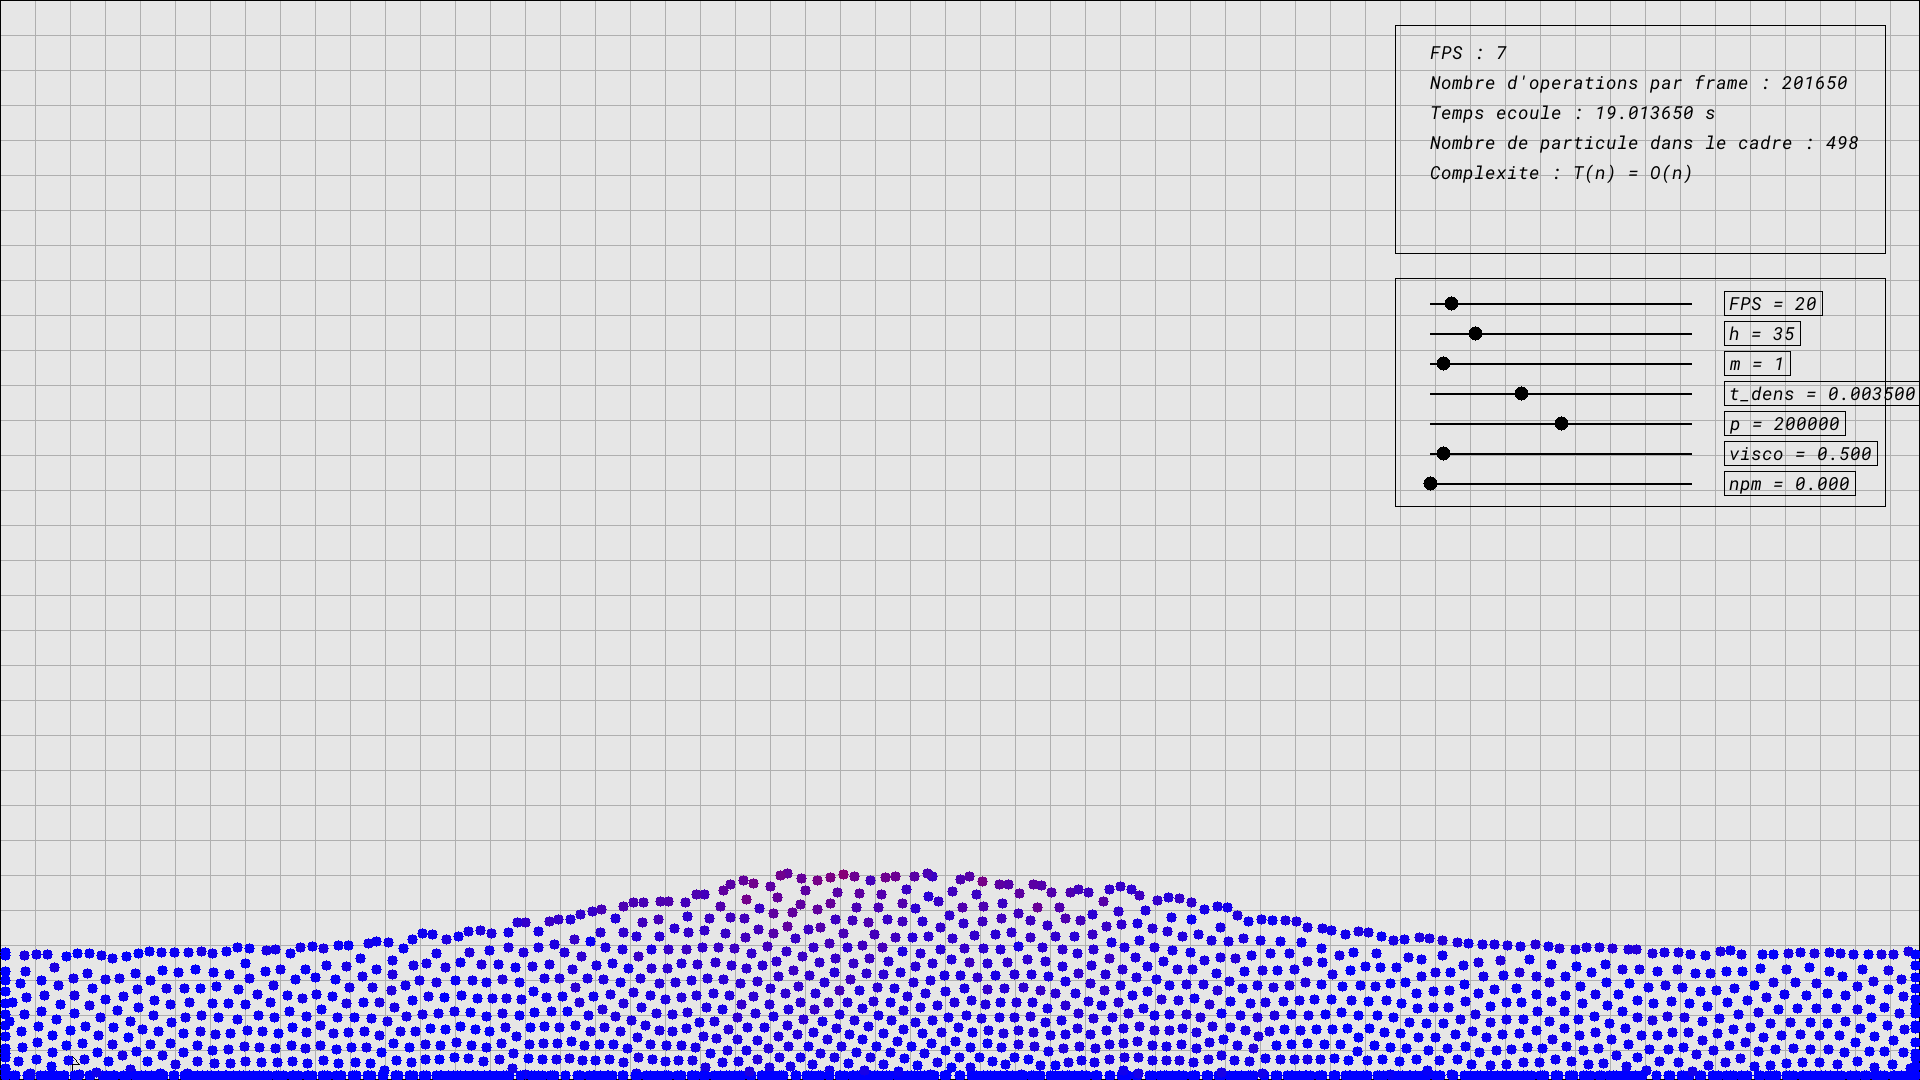 FPS : 7
Nombre d'operations par frame : 201650
Temps ecoule : 19.013650 s
Nombre de particule dans le cadre : 498
Complexite : T(n) = O(n)
FPS = 20
h = 35
m = 1
t_dens = 0.003500
p = 200000
visco = 0.500
npm = 0.000